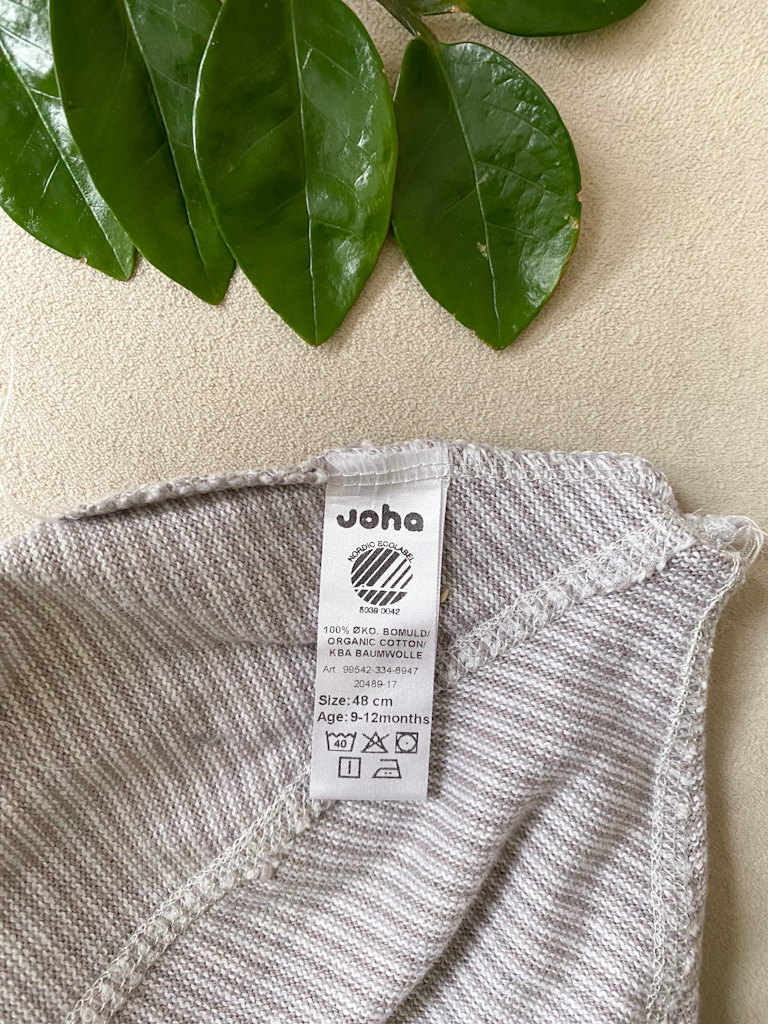 Joha
NORDIC ECOLABEL
5039 0042
100% ØKO. BOMULD/
ORGANIC COTTON/
KBA BAUMWOLLE
Art. 99542-334-6947
20489-17
Size: 48 cm
Age: 9-12months
40